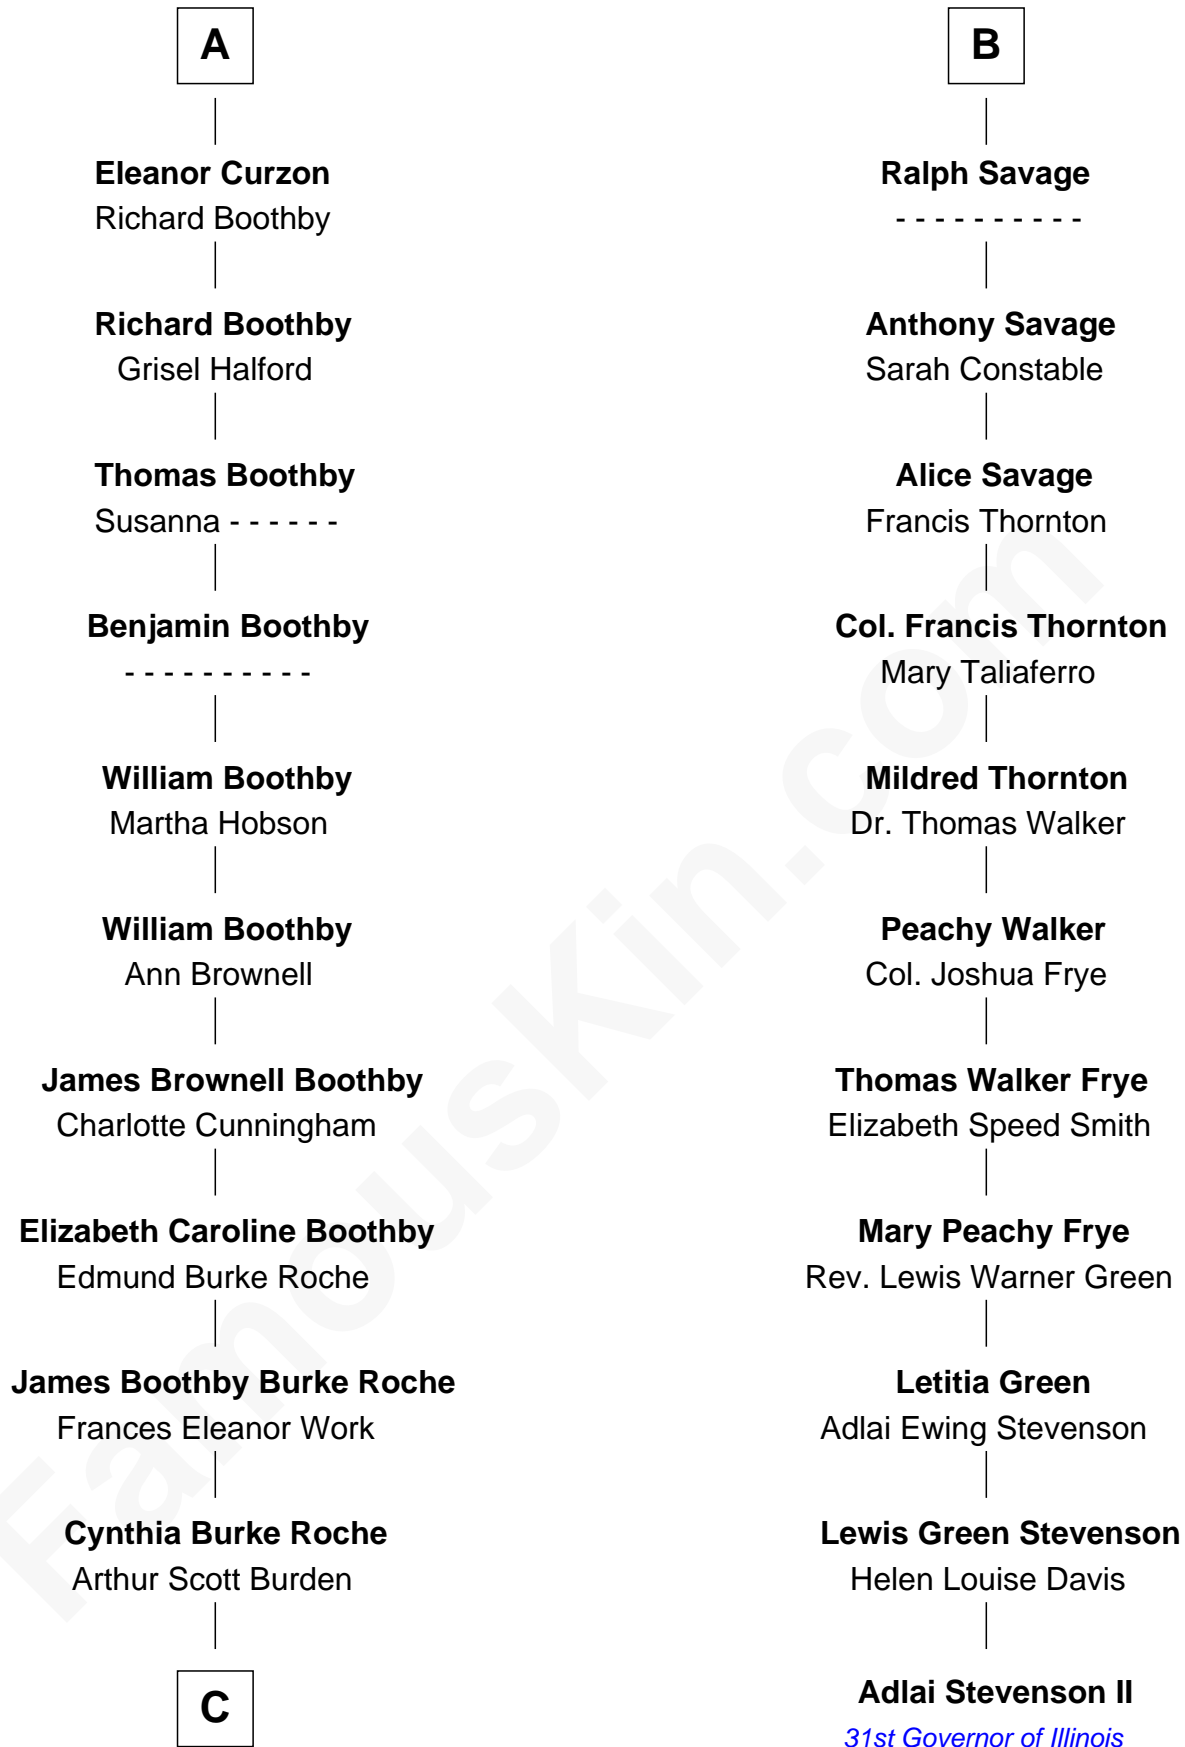 A
Eleanor Curzon
Richard Boothby
Richard Boothby
Grisel Halford
Thomas Boothby
Susanna - - - - - -
Benjamin Boothby
- - - - - - - - - -
William Boothby
Martha Hobson
William Boothby
Ann Brownell
James Brownell Boothby
Charlotte Cunningham
Elizabeth Caroline Boothby
Edmund Burke Roche
James Boothby Burke Roche
Frances Eleanor Work
Cynthia Burke Roche
Arthur Scott Burden
C
B
Ralph Savage
- - - - - - - - - -
Anthony Savage
Sarah Constable
Alice Savage
Francis Thornton
Col. Francis Thornton
Mary Taliaferro
Mildred Thornton
Dr. Thomas Walker
Peachy Walker
Col. Joshua Frye
Thomas Walker Frye
Elizabeth Speed Smith
Mary Peachy Frye
Rev. Lewis Warner Green
Letitia Green
Adlai Ewing Stevenson
Lewis Green Stevenson
Helen Louise Davis
Adlai Stevenson II
31st Governor of Illinois
FamousKin.com